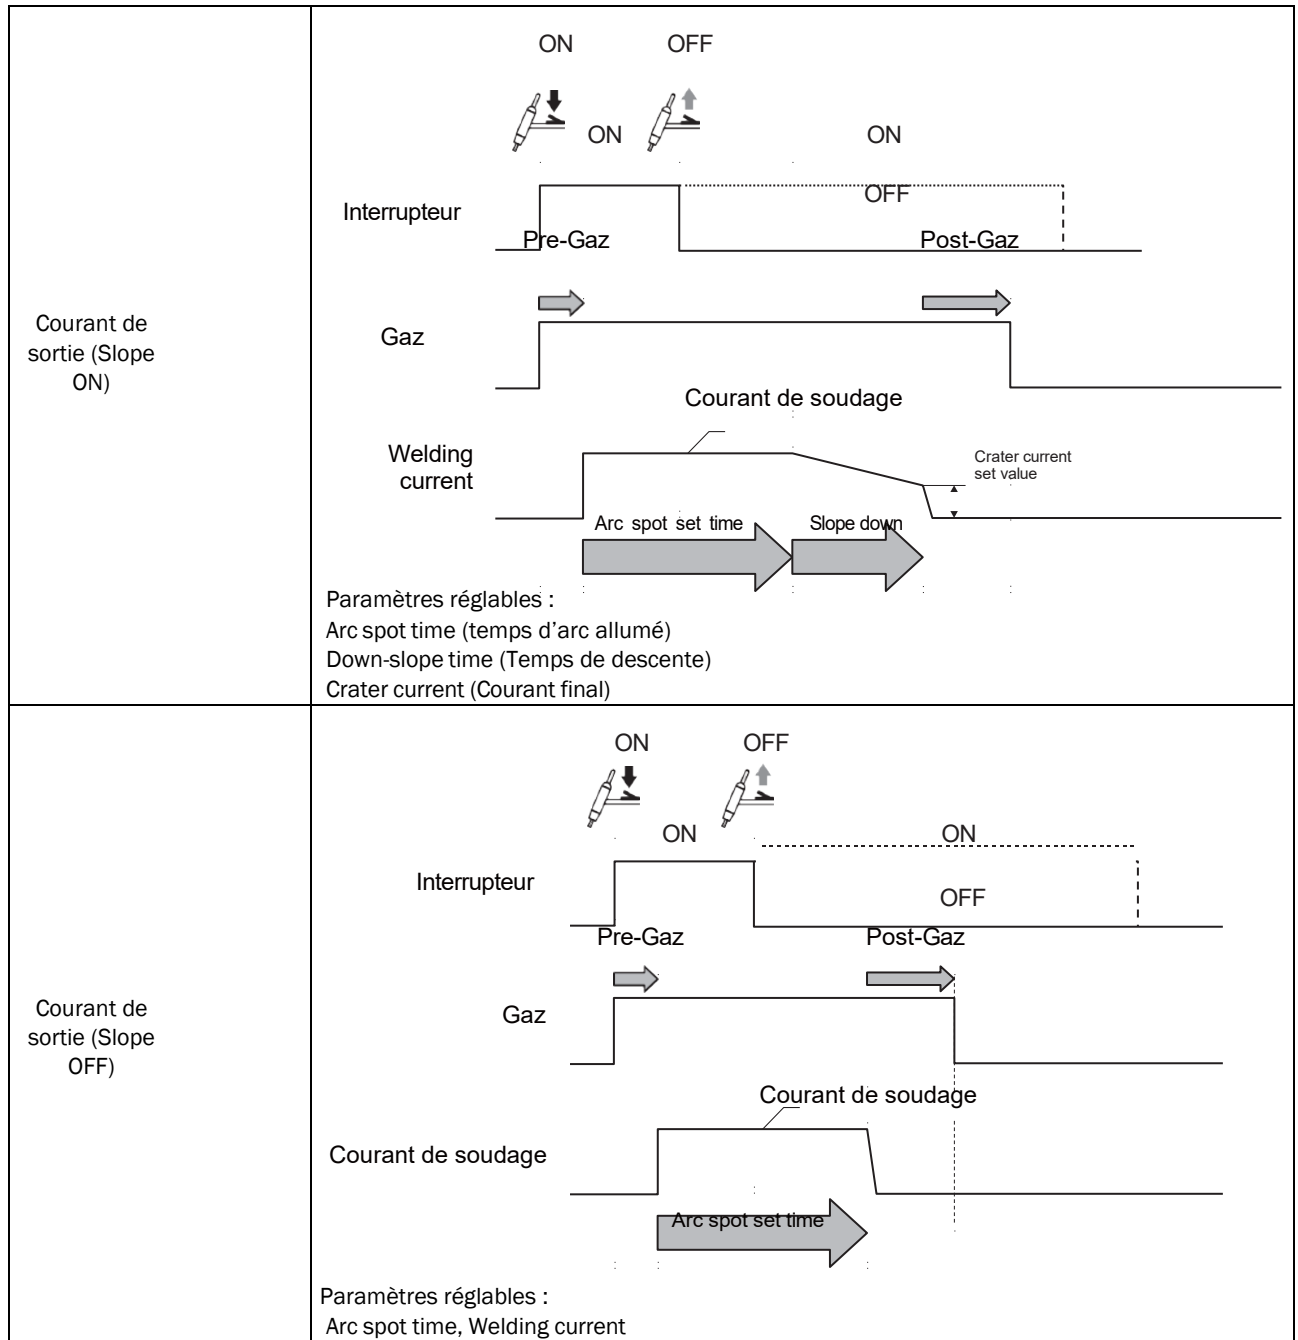 ON OFF
ON ON
OFF
Interrupteur
Pre-Gaz Post-Gaz
Gaz
Courant de
sortie (Slope
ON)
Courant de soudage
Welding
current
Crater current
set value
Arc spot set time Slope down
Paramètres réglables :
Arc spot time (temps d'arc allumé)
Down-slope time (Temps de descente)
Crater current (Courant final)
ON OFF
ON ON
Interrupteur
OFF
Pre-Gaz Post-Gaz
Gaz
Courant de
sortie (Slope
OFF)
Courant de soudage
Courant de soudage
Arc spot set time
Paramètres réglables :
Arc spot time, Welding current